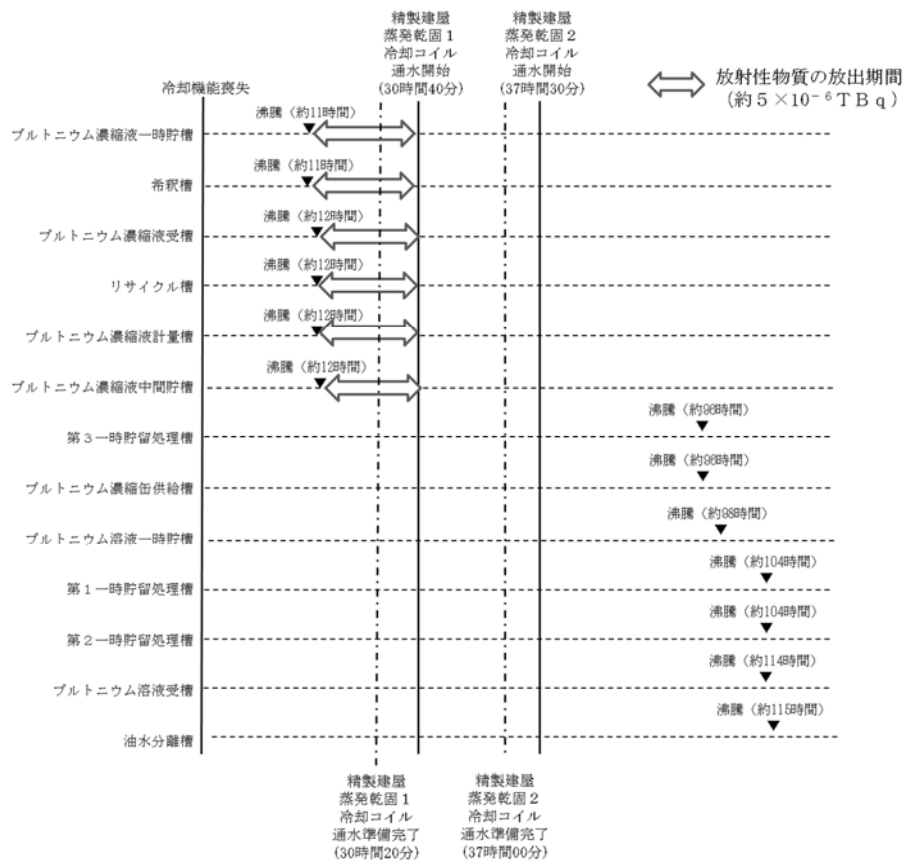 精製建屋
蒸発乾固1
冷却コイル
通水開始
(30時間40分)
精製建屋
蒸発乾固2
冷却コイル
通水開始
(37時間30分)
放射性物質の放出期間
(約5×10⁻⁶TBq)
冷却機能喪失
沸騰（約11時間）
プルトニウム濃縮液一時貯槽
沸騰（約11時間）
希釈槽
沸騰（約12時間）
プルトニウム濃縮液受槽
沸騰（約12時間）
リサイクル槽
沸騰（約12時間）
プルトニウム濃縮液計量槽
沸騰（約12時間）
プルトニウム濃縮液中間貯槽
沸騰（約96時間）
第3一時貯留処理槽
沸騰（約96時間）
プルトニウム濃縮缶供給槽
沸騰（約98時間）
プルトニウム溶液一時貯槽
沸騰（約104時間）
第1一時貯留処理槽
沸騰（約104時間）
第2一時貯留処理槽
沸騰（約114時間）
プルトニウム溶液受槽
沸騰（約115時間）
油水分離槽
精製建屋
蒸発乾固1
冷却コイル
通水準備完了
(30時間20分)
精製建屋
蒸発乾固2
冷却コイル
通水準備完了
(37時間00分)